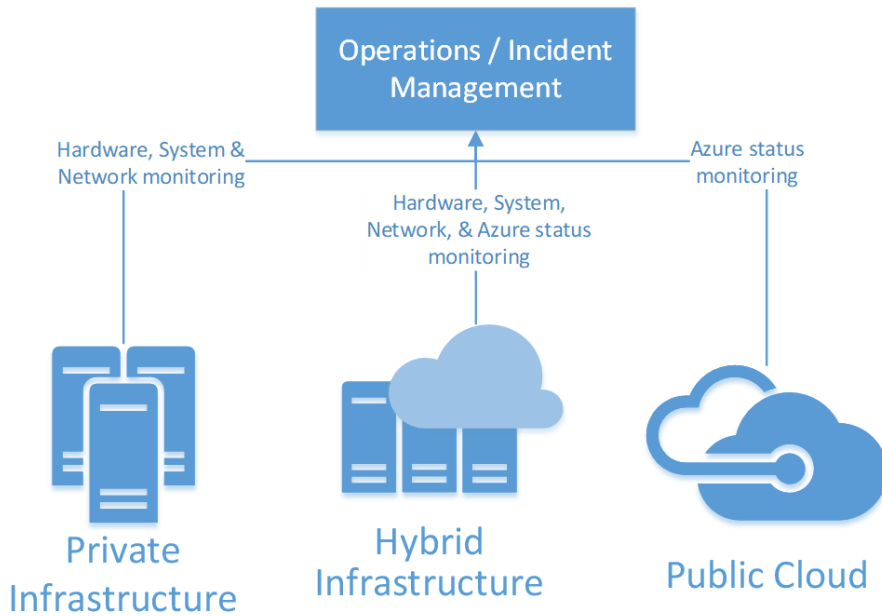 Operations / Incident
Management
Hardware, System &
Network monitoring
Azure status
monitoring
Hardware, System,
Network, & Azure status
monitoring
Private
Infrastructure
Hybrid
Infrastructure
Public Cloud